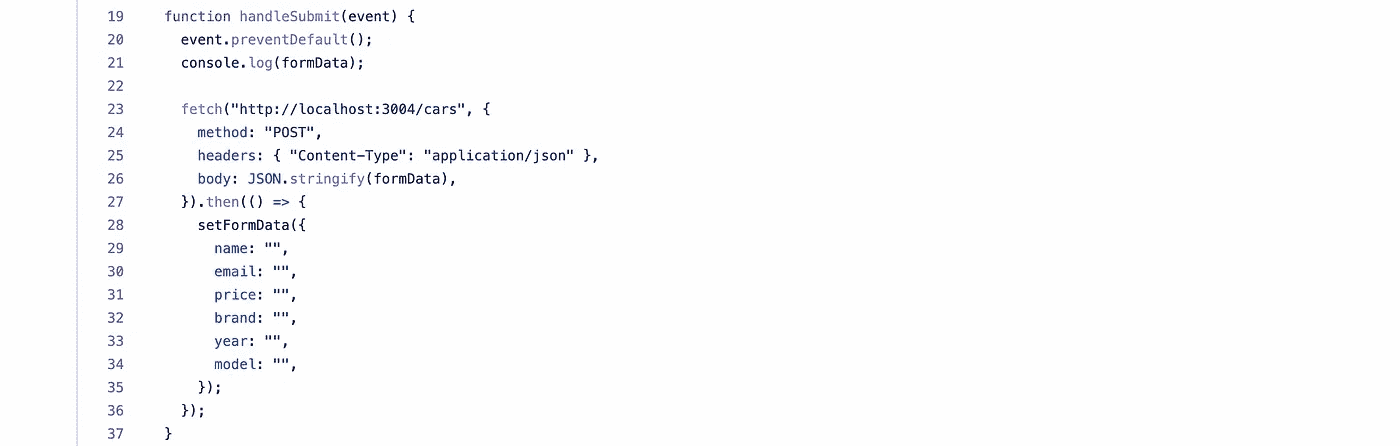 19 function handleSubmit(event) {
20 event.preventDefault();
21 console.log(formData);
22
23 fetch("http://localhost:3004/cars", {
24 method: "POST",
25 headers: { "Content-Type": "application/json" },
26 body: JSON.stringify(formData),
27 }).then(() => {
28 setFormData({
29 name: "",
30 email: "",
31 price: "",
32 brand: "",
33 year: "",
34 model: "",
35 });
36 });
37 }